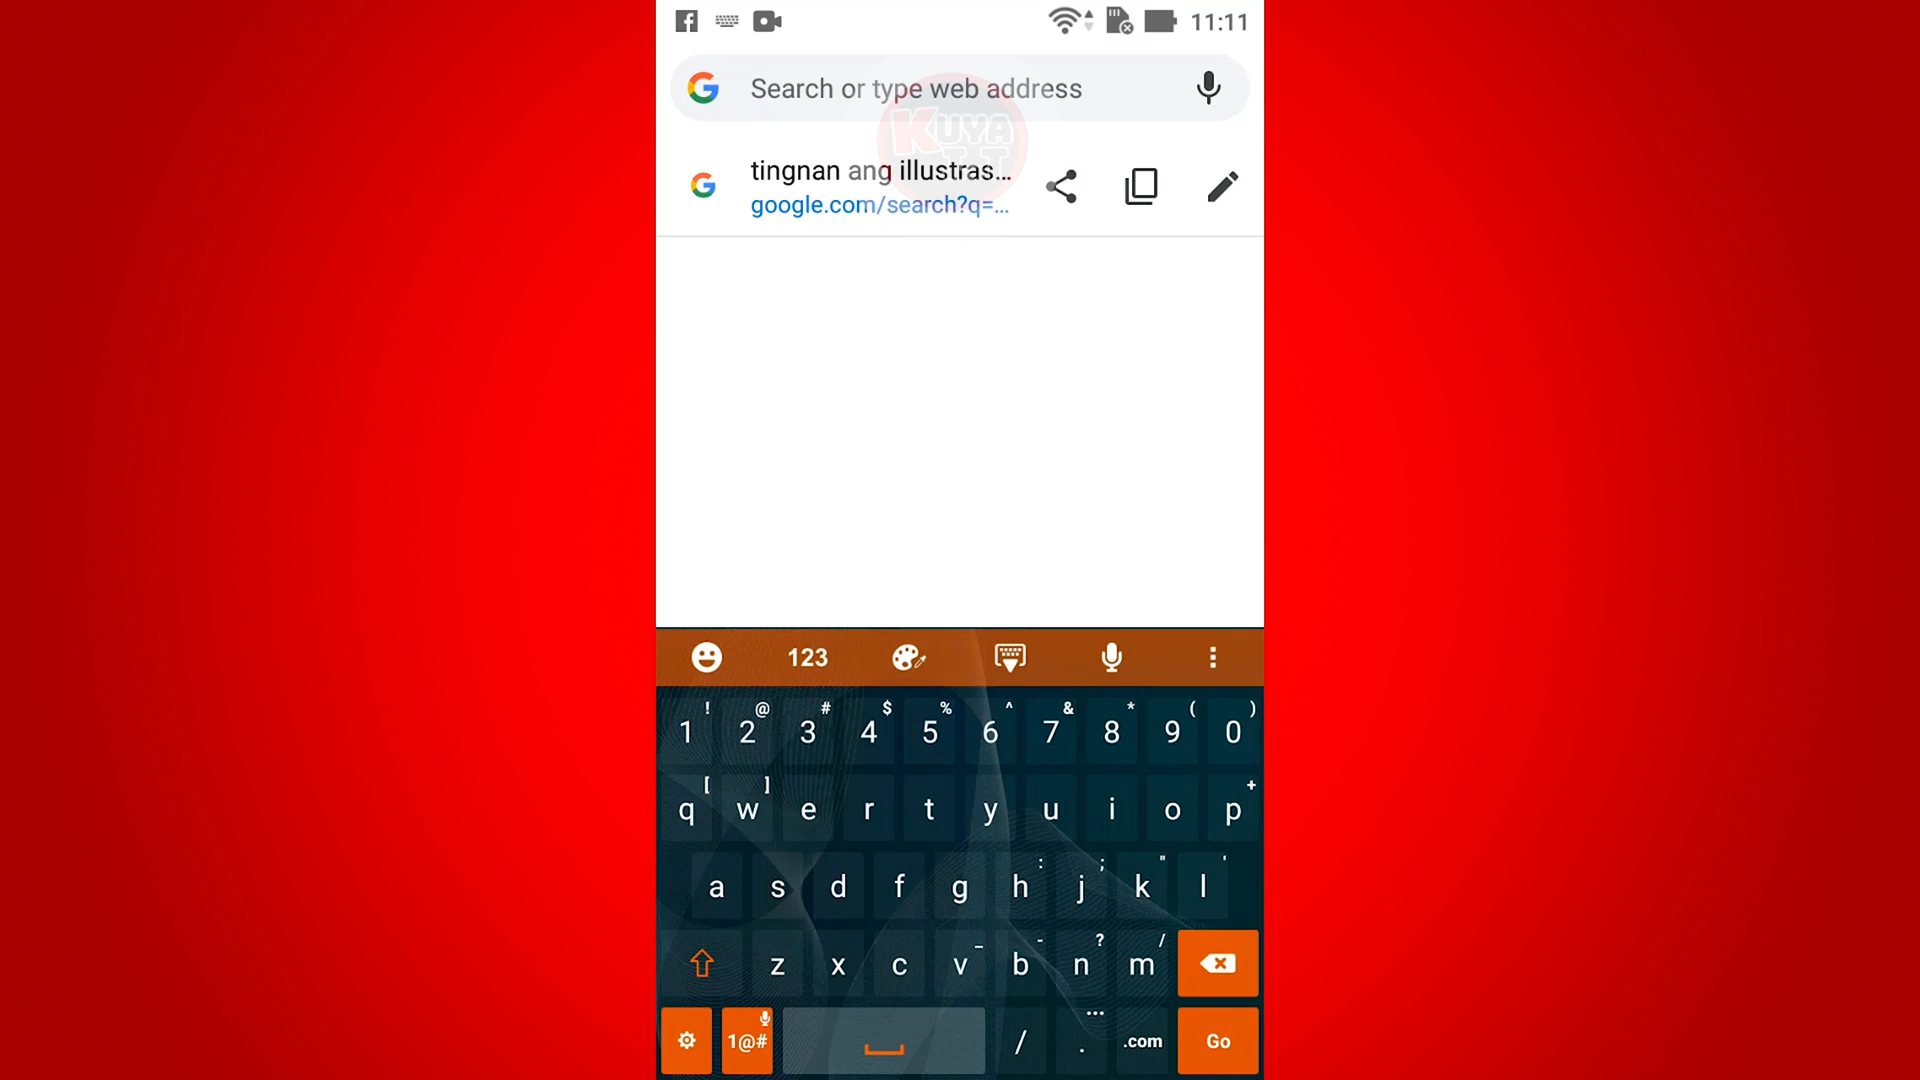 11:11
Search or type web address
KUYA
tingnan ang illustras...
google.com/search?q=...
123
! @ # $ % ^ & * ( )
1 2 3 4 5 6 7 8 9 0
[ ] +
q w e r t y u i o p
: ; " '
a s d f g h j k l
_ - ? /
z x c v b n m
1@# / . ... .com Go